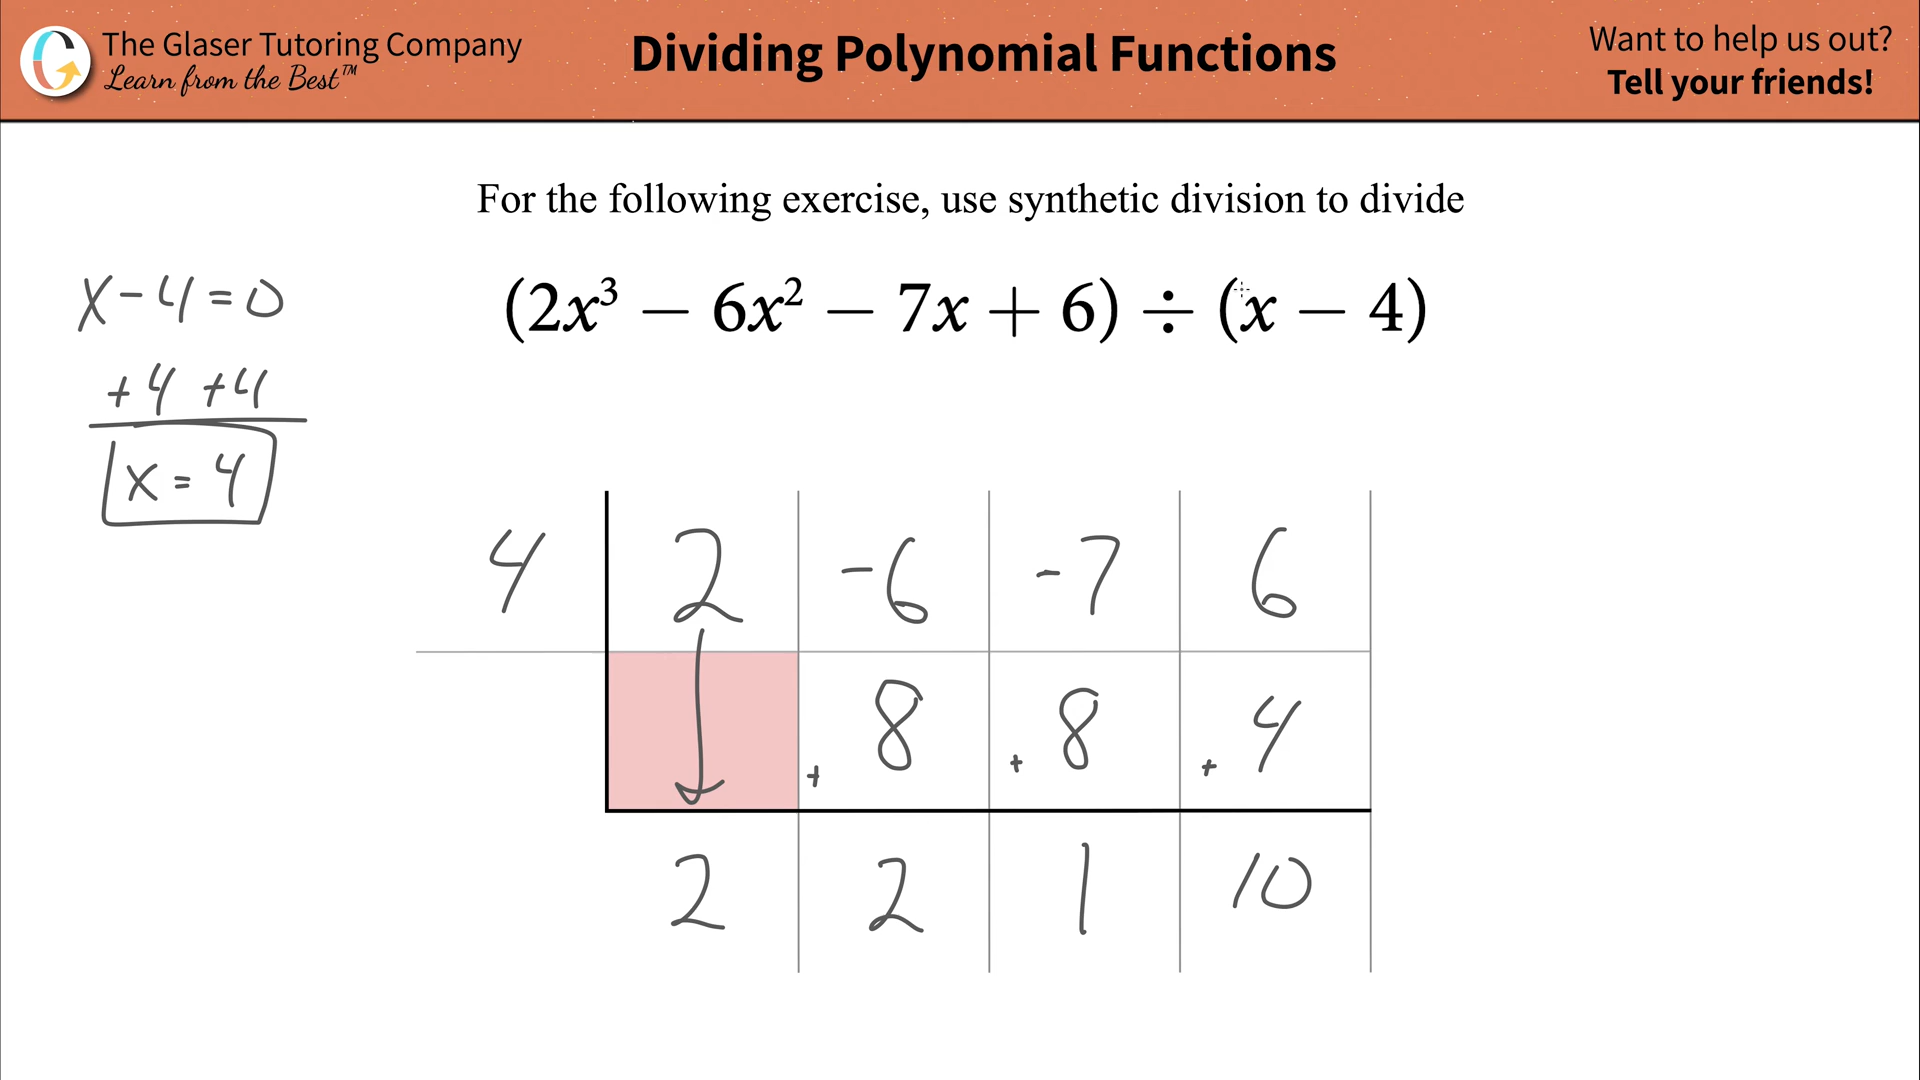 The Glaser Tutoring Company
Learn from the Best™
Dividing Polynomial Functions
Want to help us out?
Tell your friends!
For the following exercise, use synthetic division to divide
(2x³ − 6x² − 7x + 6) ÷ (x − 4)
x-4=0
+4 +4
x = 4
4 2 -6 -7 6
+ 8 + 8 + 4
2 2 1 10